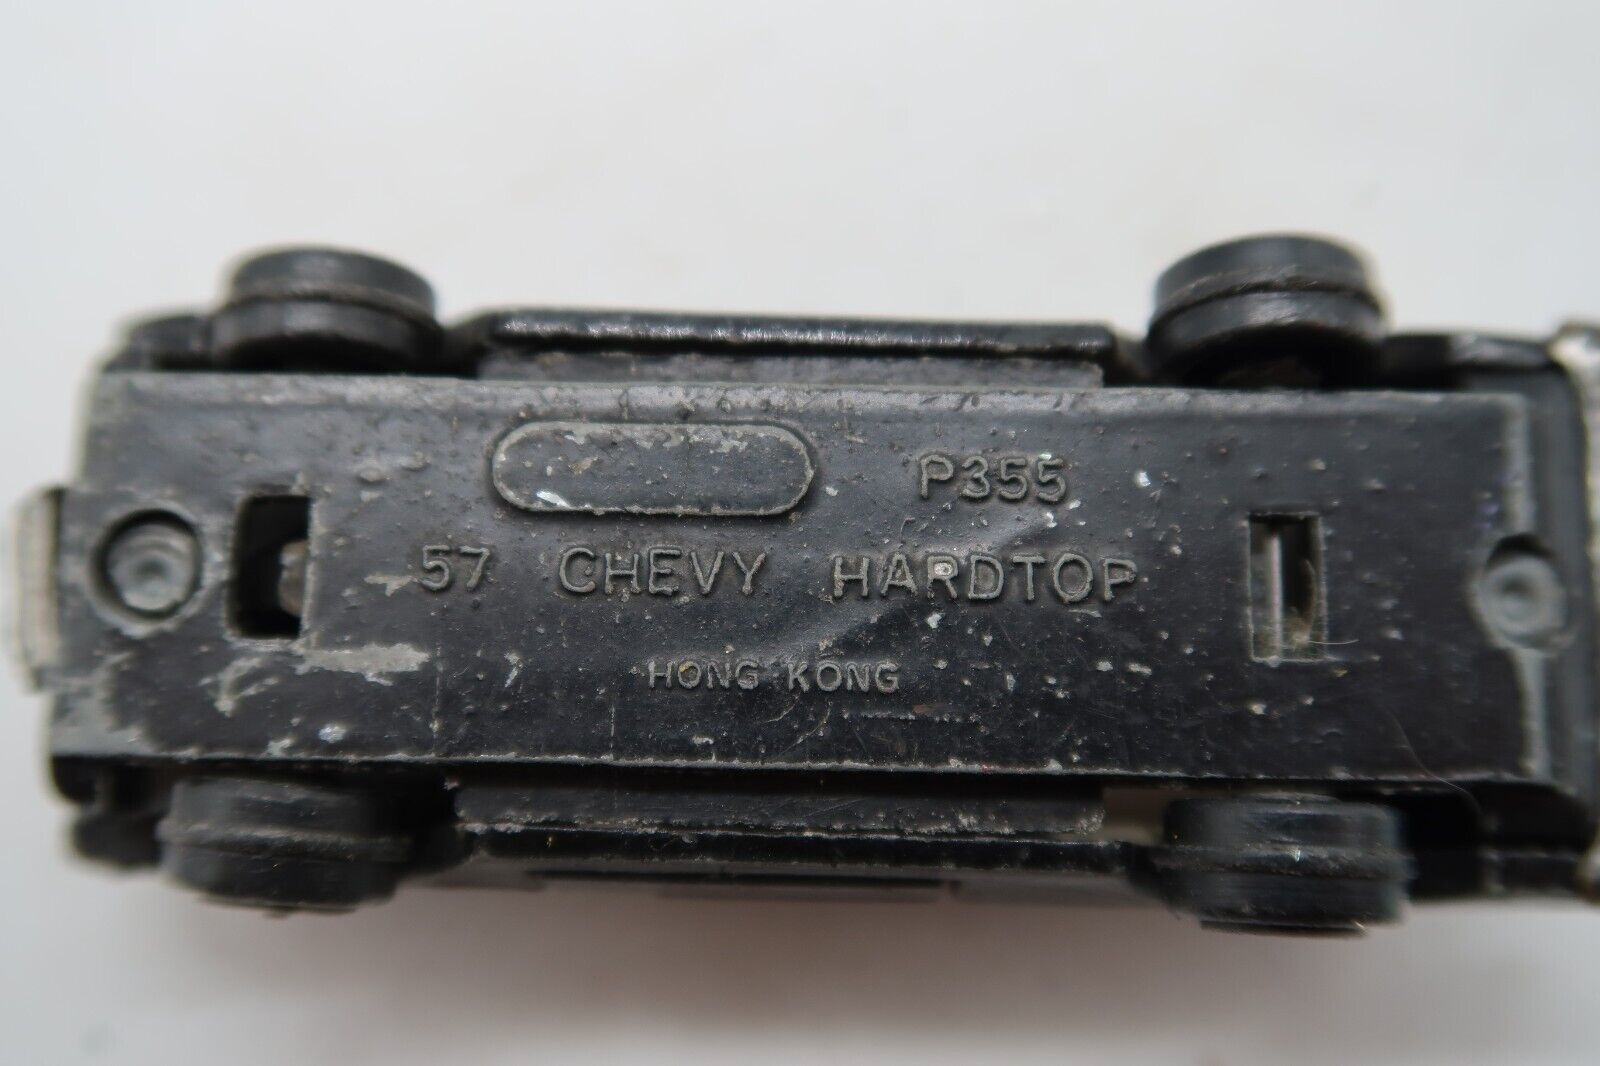 P355
57 CHEVY HARDTOP
HONG KONG